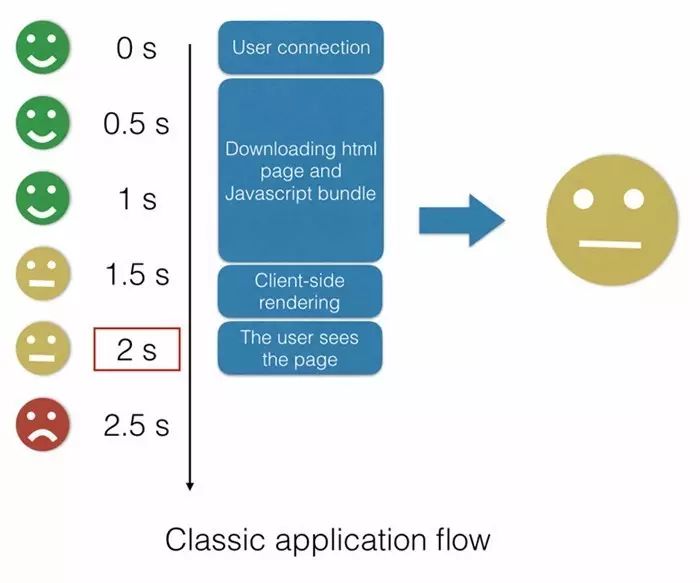 0 s
User connection
0.5 s
Downloading html
page and
Javascript bundle
1 s
1.5 s
Client-side
rendering
2 s
The user sees
the page
2.5 s
Classic application flow